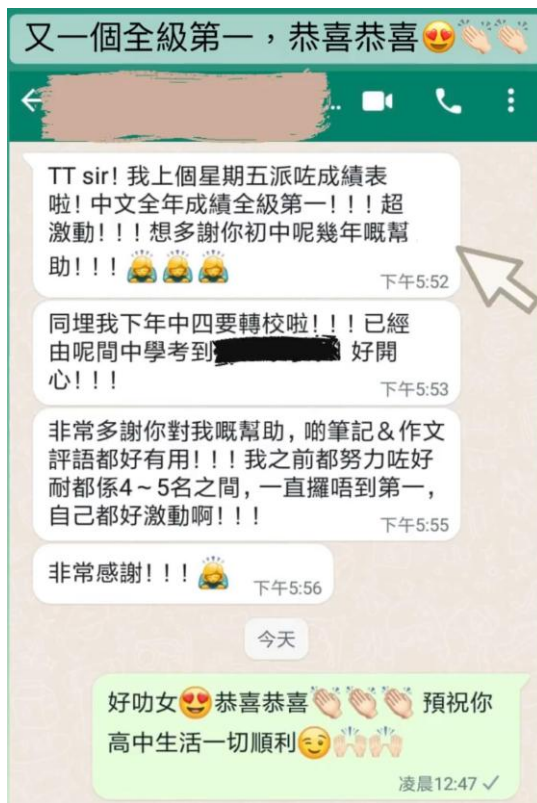 又一個全級第一，恭喜恭喜😍👏🏻👏🏻
..
TT sir! 我上個星期五派咗成績表
啦! 中文全年成績全級第一!!! 超
激動!!! 想多謝你初中呢幾年嘅幫
助!!! 🙇🙇🙇
下午5:52
同埋我下年中四要轉校啦!!! 已經
由呢間中學考到 好開
心!!!
下午5:53
非常多謝你對我嘅幫助, 啲筆記&作文
評語都好有用!!! 我之前都努力咗好
耐都係4~5名之間, 一直攞唔到第一,
自己都好激動啊!!!
下午5:55
非常感謝!!! 🙇
下午5:56
今天
好叻女😍恭喜恭喜👏🏻👏🏻👏🏻 預祝你
高中生活一切順利😉🙌🏻🙌🏻
凌晨12:47 ✓